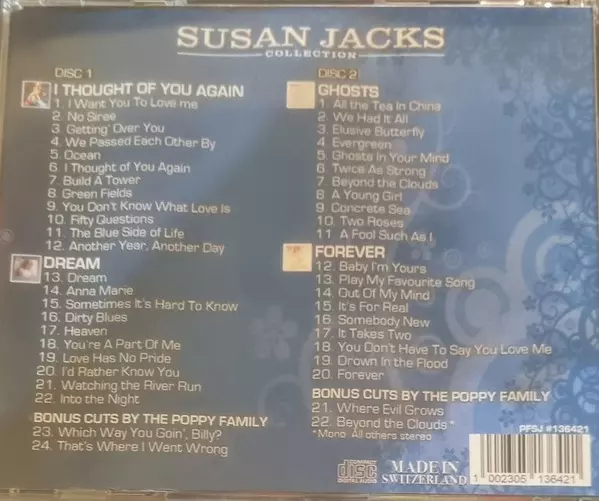 SUSAN JACKS
COLLECTION
DISC 1
I THOUGHT OF YOU AGAIN
1. I Want You To Love me
2. No Siree
3. Getting' Over You
4. We Passed Each Other By
5. Ocean
6. I Thought of You Again
7. Build A Tower
8. Green Fields
9. You Don't Know What Love Is
10. Fifty Questions
11. The Blue Side of Life
12. Another Year, Another Day
DREAM
13. Dream
14. Anna Marie
15. Sometimes It's Hard To Know
16. Dirty Blues
17. Heaven
18. You're A Part Of Me
19. Love Has No Pride
20. I'd Rather Know You
21. Watching the River Run
22. Into the Night
BONUS CUTS BY THE POPPY FAMILY
23. Which Way You Goin', Billy?
24. That's Where I Went Wrong
DISC 2
GHOSTS
1. All the Tea In China
2. We Had It All
3. Elusive Butterfly
4. Evergreen
5. Ghosts In Your Mind
6. Twice As Strong
7. Beyond the Clouds
8. A Young Girl
9. Concrete Sea
10. Two Roses
11. A Fool Such As I
FOREVER
12. Baby I'm Yours
13. Play My Favourite Song
14. Out Of My Mind
15. It's For Real
16. Somebody New
17. It Takes Two
18. You Don't Have To Say You Love Me
19. Drown In the Flood
20. Forever
BONUS CUTS BY THE POPPY FAMILY
21. Where Evil Grows
22. Beyond the Clouds*
*Mono. All others stereo
PFSJ #136421
COMPACT
disc
DIGITAL AUDIO
MADE IN
SWITZERLAND
1 002305 136421